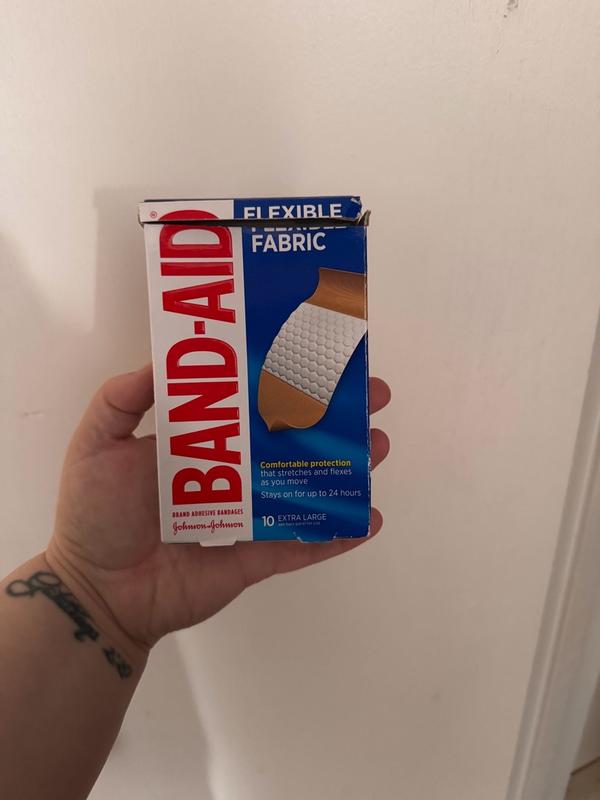 BAND-AID
®
FLEXIBLE
FLEXIBLE
FABRIC
Comfortable protection
that stretches and flexes
as you move
Stays on for up to 24 hours
BRAND ADHESIVE BANDAGES
Johnson & Johnson
10 EXTRA LARGE